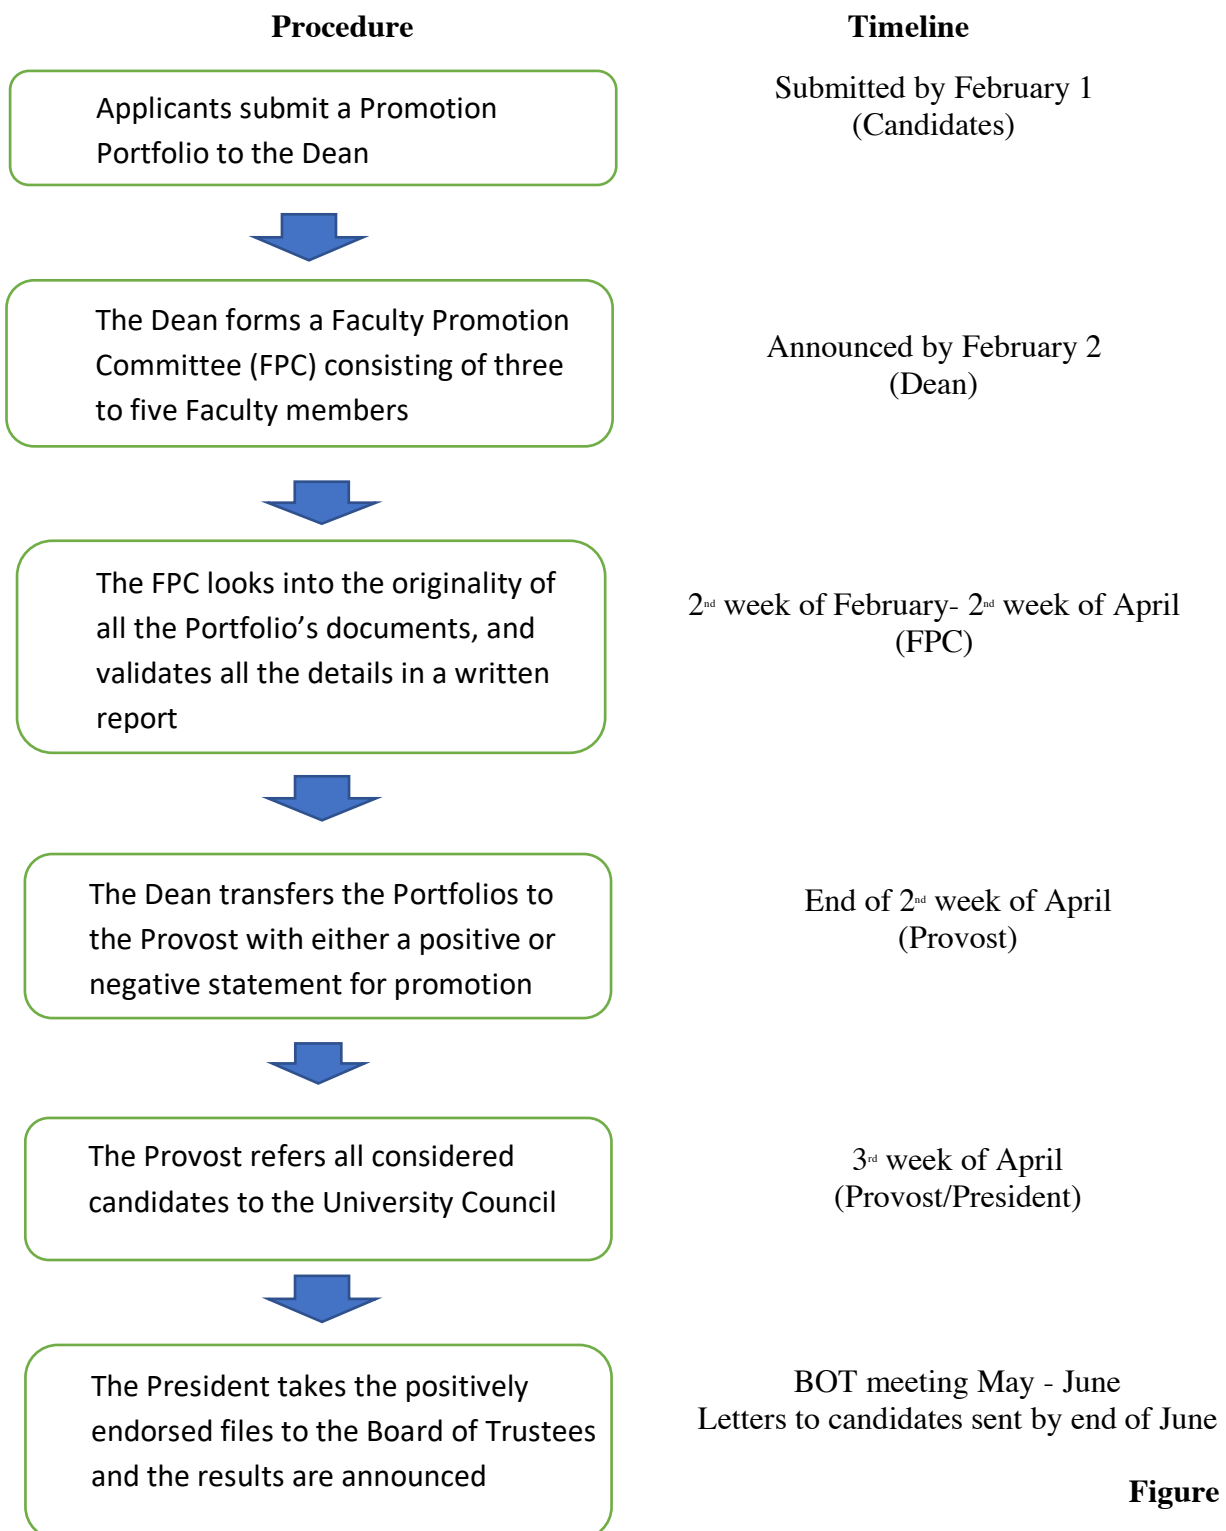 Procedure
Timeline
Applicants submit a Promotion
Portfolio to the Dean
Submitted by February 1
(Candidates)
The Dean forms a Faculty Promotion
Committee (FPC) consisting of three
to five Faculty members
Announced by February 2
(Dean)
The FPC looks into the originality of
all the Portfolio’s documents, and
validates all the details in a written
report
2nd week of February- 2nd week of April
(FPC)
The Dean transfers the Portfolios to
the Provost with either a positive or
negative statement for promotion
End of 2nd week of April
(Provost)
The Provost refers all considered
candidates to the University Council
3rd week of April
(Provost/President)
The President takes the positively
endorsed files to the Board of Trustees
and the results are announced
BOT meeting May - June
Letters to candidates sent by end of June
Figure